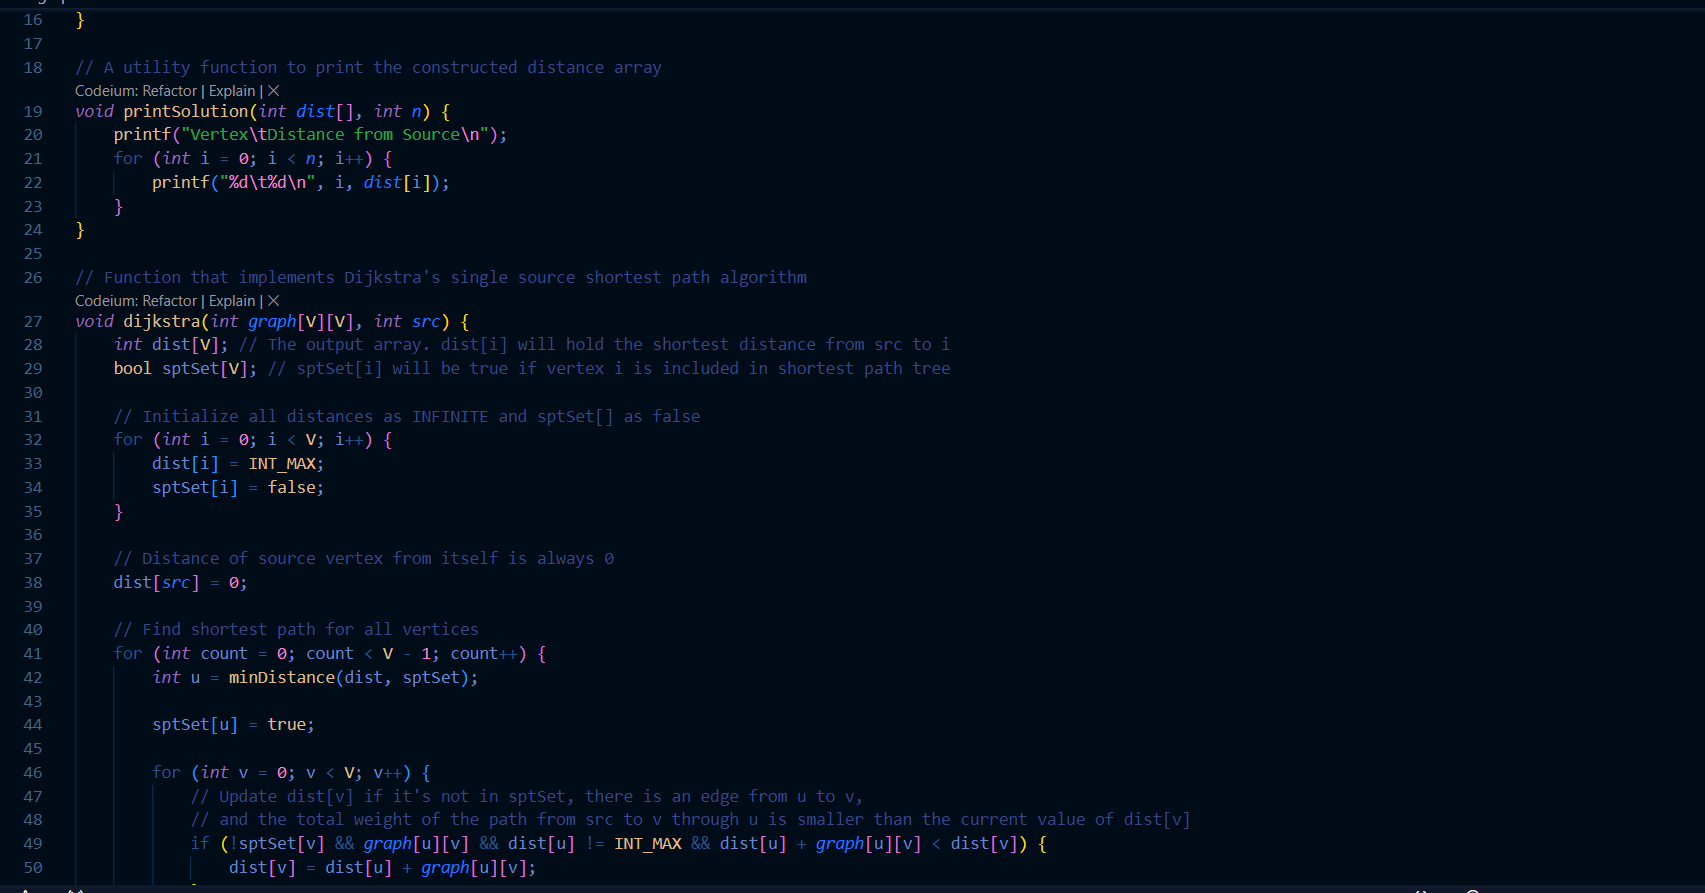 16 }
17
18 // A utility function to print the constructed distance array
Codeium: Refactor | Explain | ×
19 void printSolution(int dist[], int n) {
20 printf("Vertex\tDistance from Source\n");
21 for (int i = 0; i < n; i++) {
22 printf("%d\t%d\n", i, dist[i]);
23 }
24 }
25
26 // Function that implements Dijkstra's single source shortest path algorithm
Codeium: Refactor | Explain | ×
27 void dijkstra(int graph[V][V], int src) {
28 int dist[V]; // The output array. dist[i] will hold the shortest distance from src to i
29 bool sptSet[V]; // sptSet[i] will be true if vertex i is included in shortest path tree
30
31 // Initialize all distances as INFINITE and sptSet[] as false
32 for (int i = 0; i < V; i++) {
33 dist[i] = INT_MAX;
34 sptSet[i] = false;
35 }
36
37 // Distance of source vertex from itself is always 0
38 dist[src] = 0;
39
40 // Find shortest path for all vertices
41 for (int count = 0; count < V - 1; count++) {
42 int u = minDistance(dist, sptSet);
43
44 sptSet[u] = true;
45
46 for (int v = 0; v < V; v++) {
47 // Update dist[v] if it's not in sptSet, there is an edge from u to v,
48 // and the total weight of the path from src to v through u is smaller than the current value of dist[v]
49 if (!sptSet[v] && graph[u][v] && dist[u] != INT_MAX && dist[u] + graph[u][v] < dist[v]) {
50 dist[v] = dist[u] + graph[u][v];